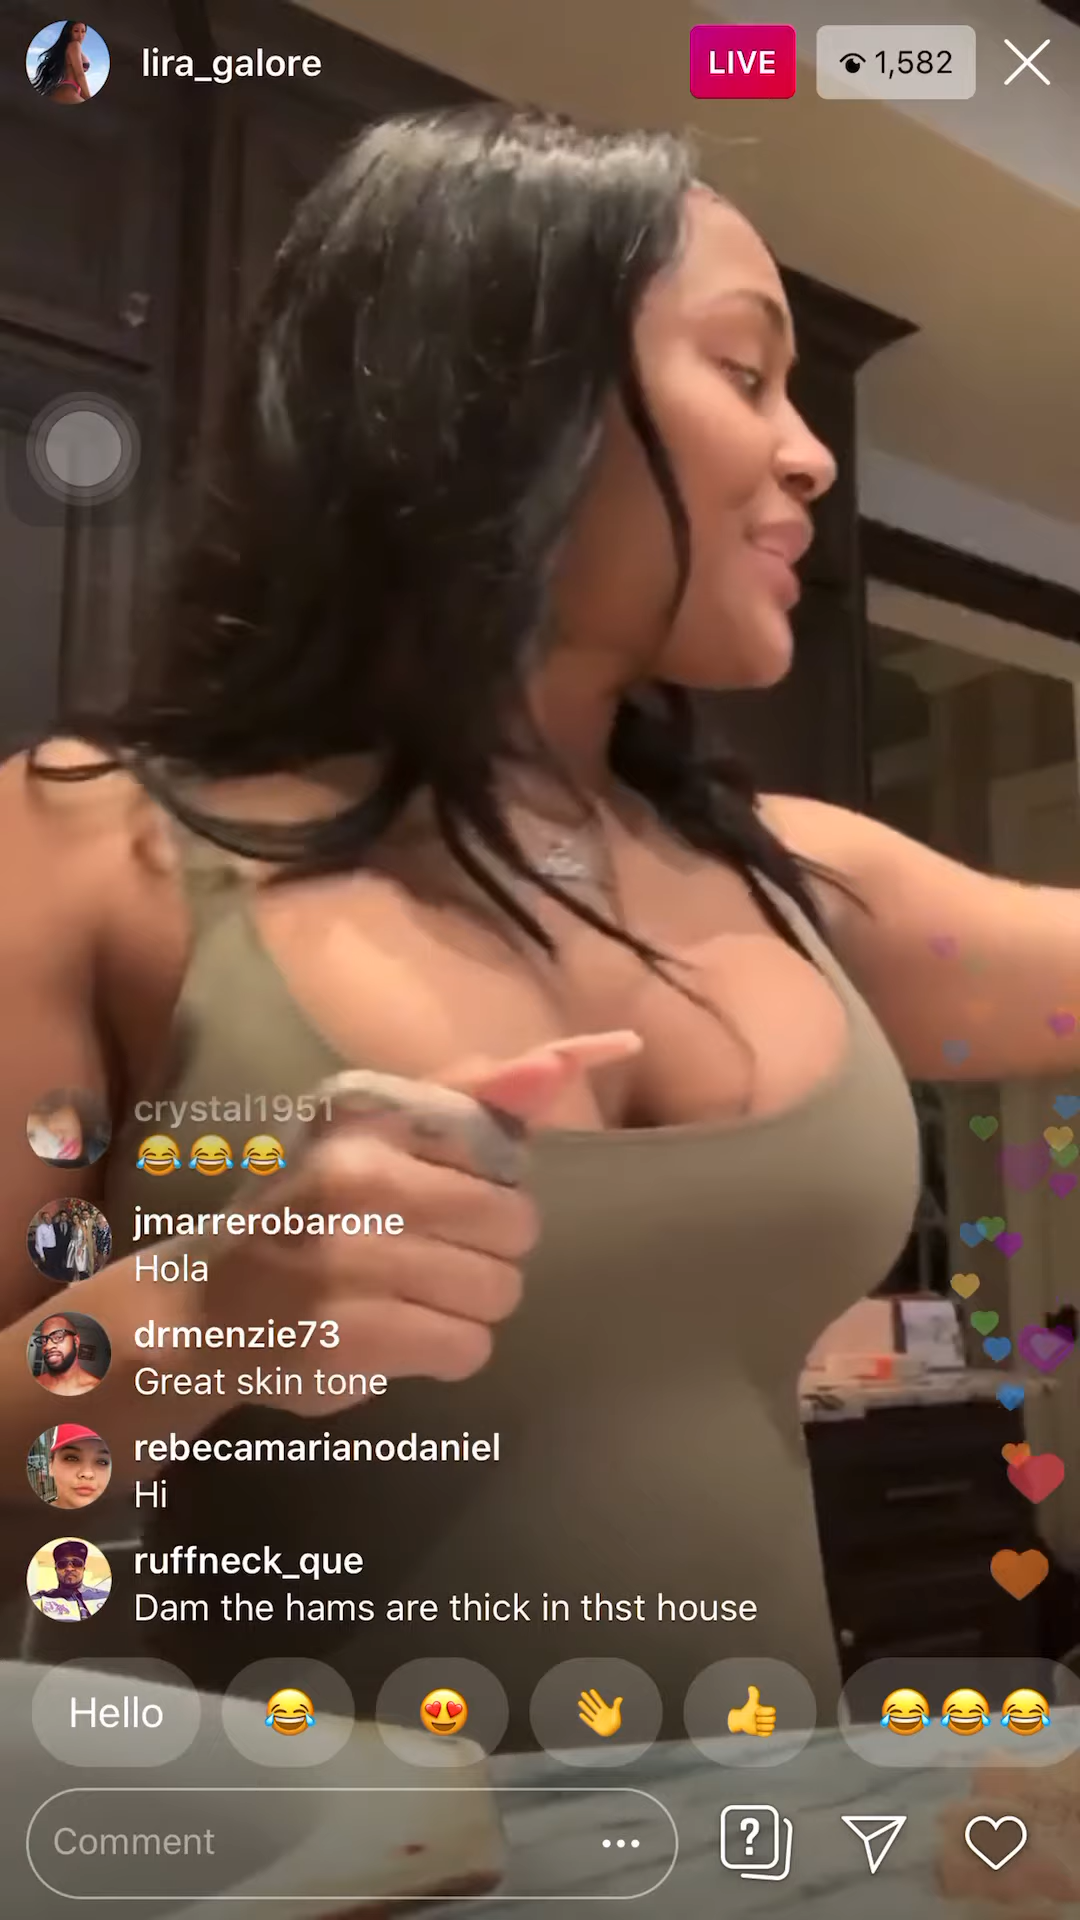 lira_galore
LIVE
1,582
crystal1951
😂😂😂
jmarrerobarone
Hola
drmenzie73
Great skin tone
rebecamarianodaniel
Hi
ruffneck_que
Dam the hams are thick in thst house
Hello 😂 😍 👋 👍 😂😂😂
Comment ...
?